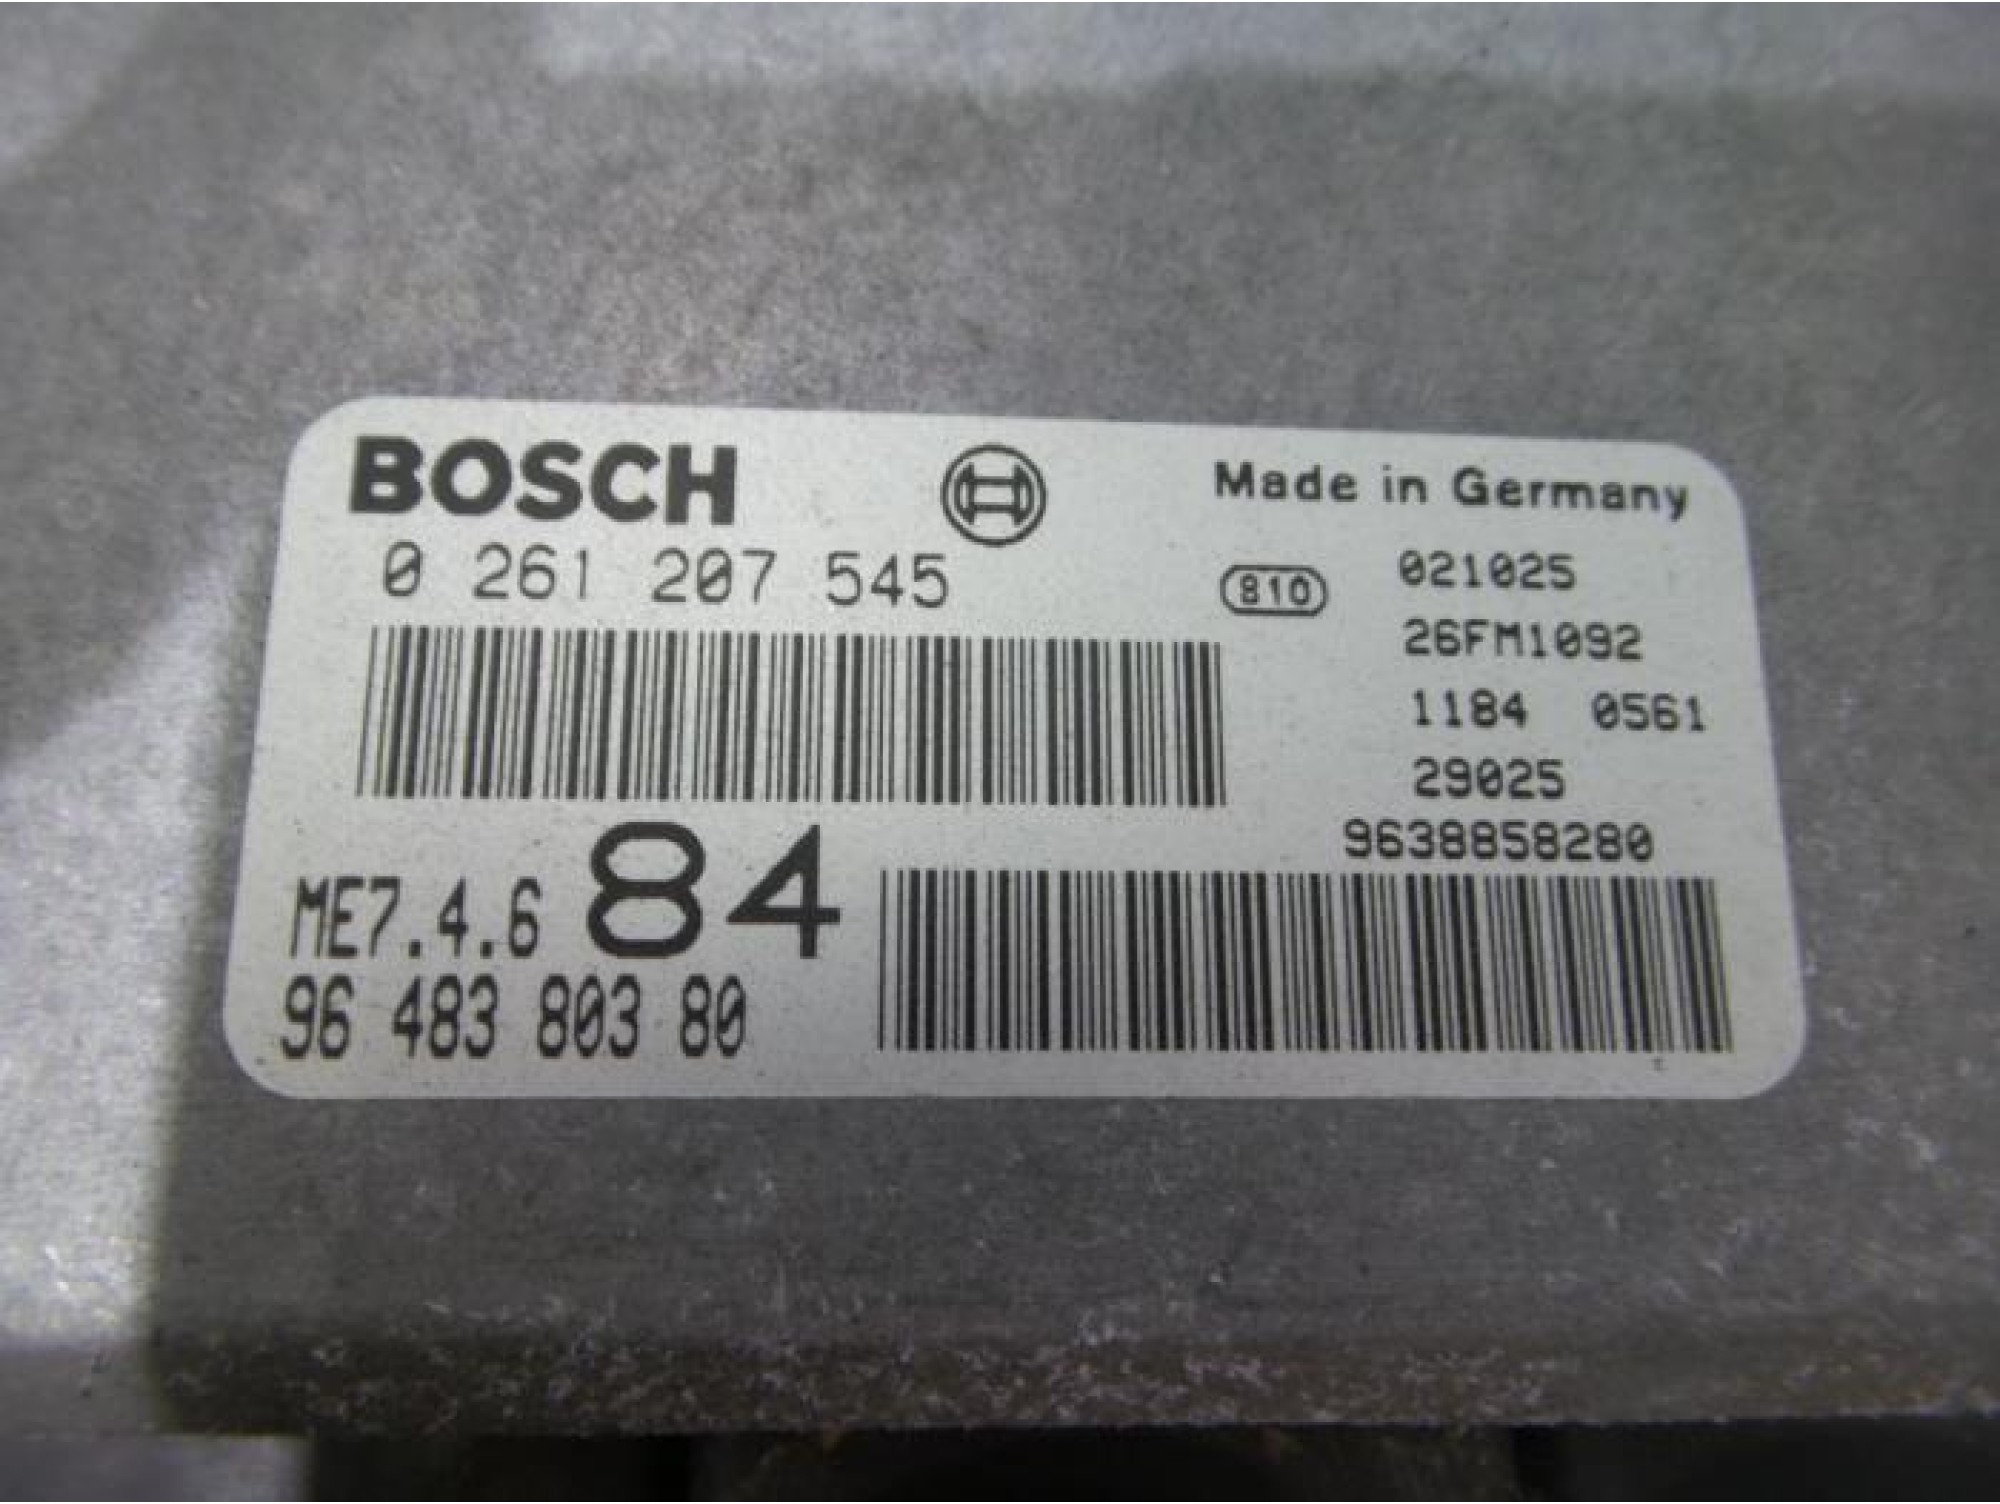 BOSCH
Made in Germany
0 261 207 545
810
021025
26FM1092
1184 0561
29025
9638858280
ME7.4.6 84
96 483 803 80